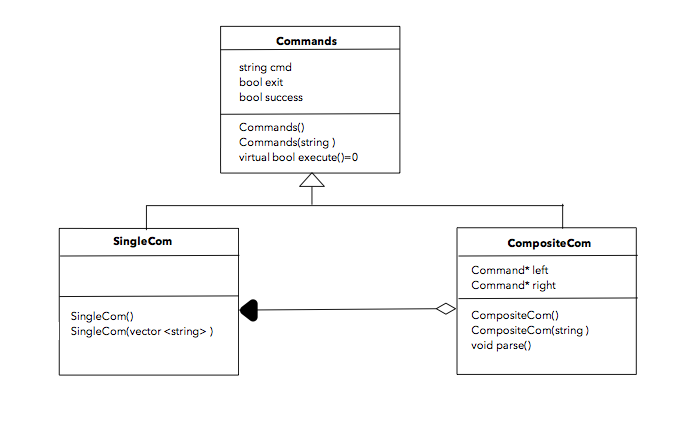 Commands
string cmd
bool exit
bool success
Commands()
Commands(string )
virtual bool execute()=0
SingleCom
SingleCom()
SingleCom(vector <string> )
CompositeCom
Command* left
Command* right
CompositeCom()
CompositeCom(string )
void parse()